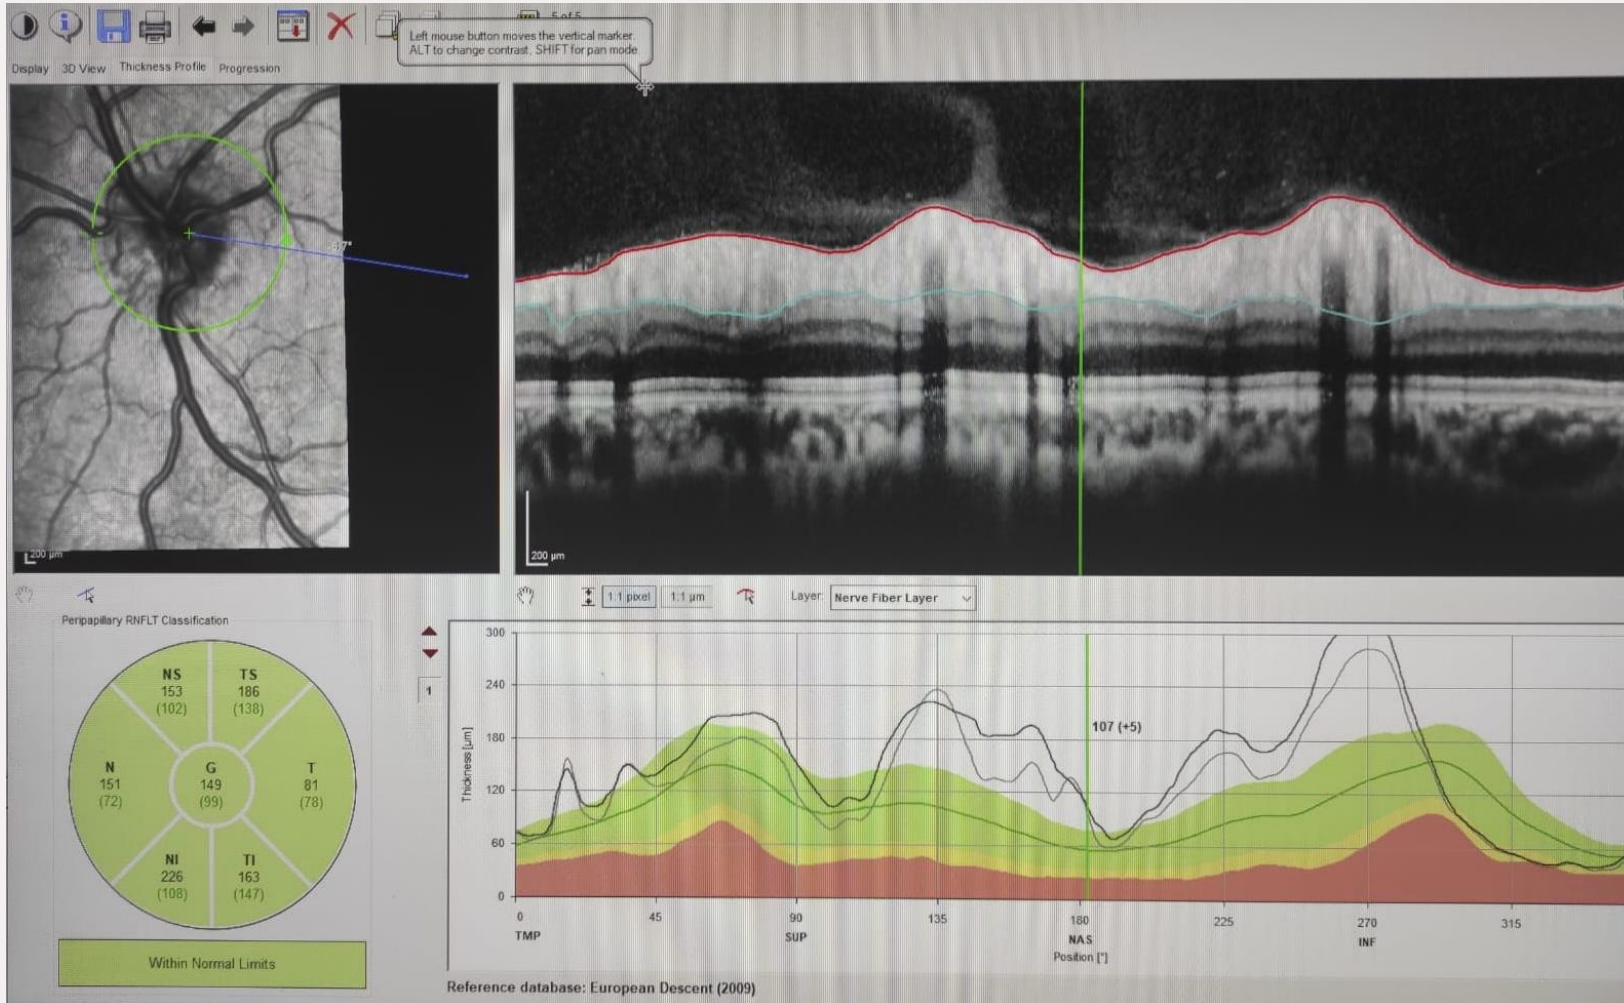 5 of 5
Left mouse button moves the vertical marker.
ALT to change contrast, SHIFT for pan mode.
Display 3D View Thickness Profile Progression
200 µm
200 µm
1:1 pixel 1:1 µm Layer: Nerve Fiber Layer
Peripapillary RNFLT Classification
NS
153
(102)
TS
186
(138)
N
151
(72)
G
149
(99)
T
81
(78)
NI
226
(108)
TI
163
(147)
Within Normal Limits
1
Thickness [µm]
300
240
180
120
60
0
107 (+5)
0 45 90 135 180 225 270 315
TMP SUP NAS INF
Position [°]
Reference database: European Descent (2009)